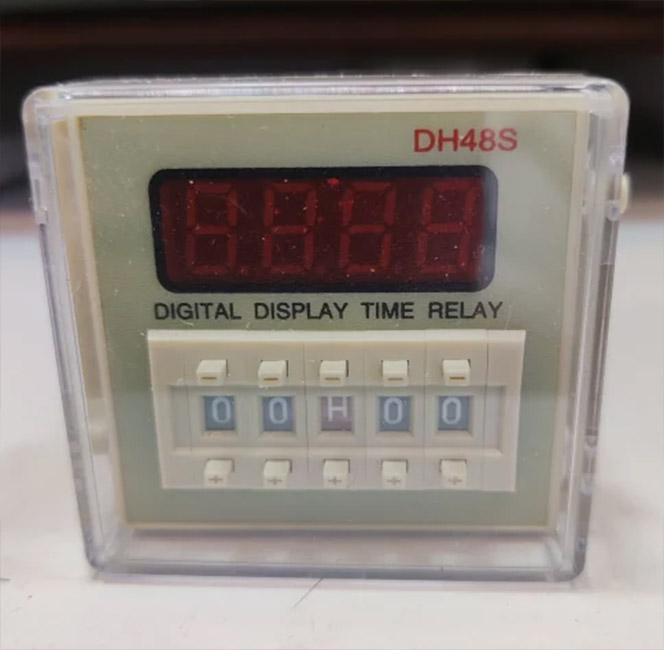 DH48S
DIGITAL DISPLAY TIME RELAY
- - - - -
0 0 H 0 0
+ + + + +